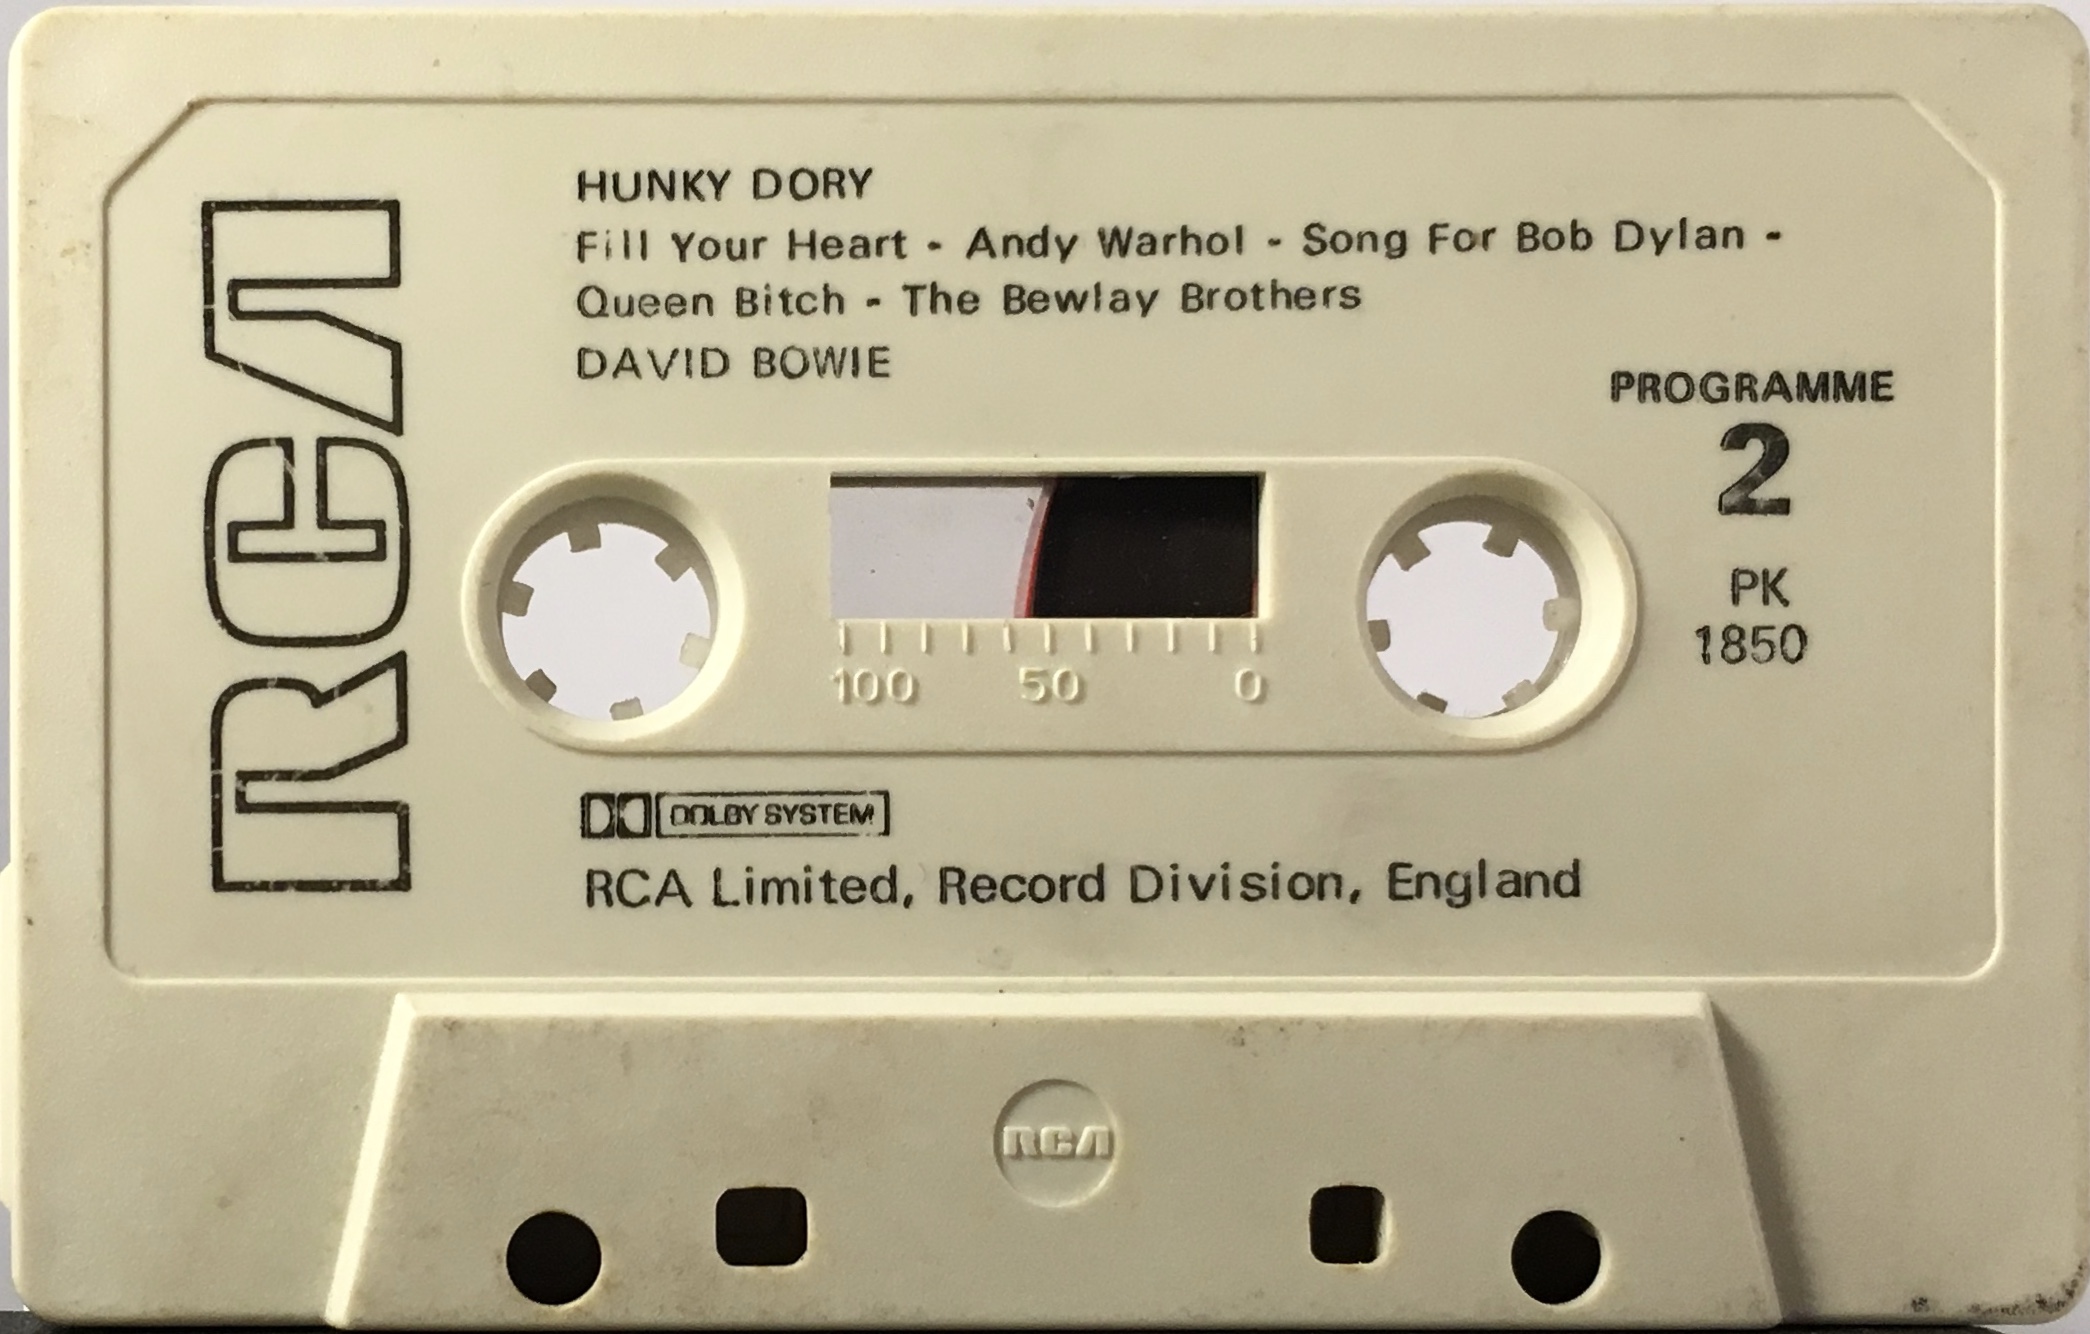 RCA
HUNKY DORY
Fill Your Heart - Andy Warhol - Song For Bob Dylan -
Queen Bitch - The Bewlay Brothers
DAVID BOWIE
PROGRAMME
2
PK
1850
100 50 0
DOLBY SYSTEM
RCA Limited, Record Division, England
RCA